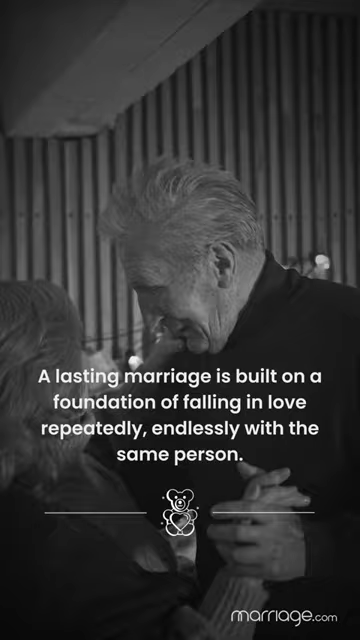 A lasting marriage is built on a
foundation of falling in love
repeatedly, endlessly with the
same person.
marriage.com